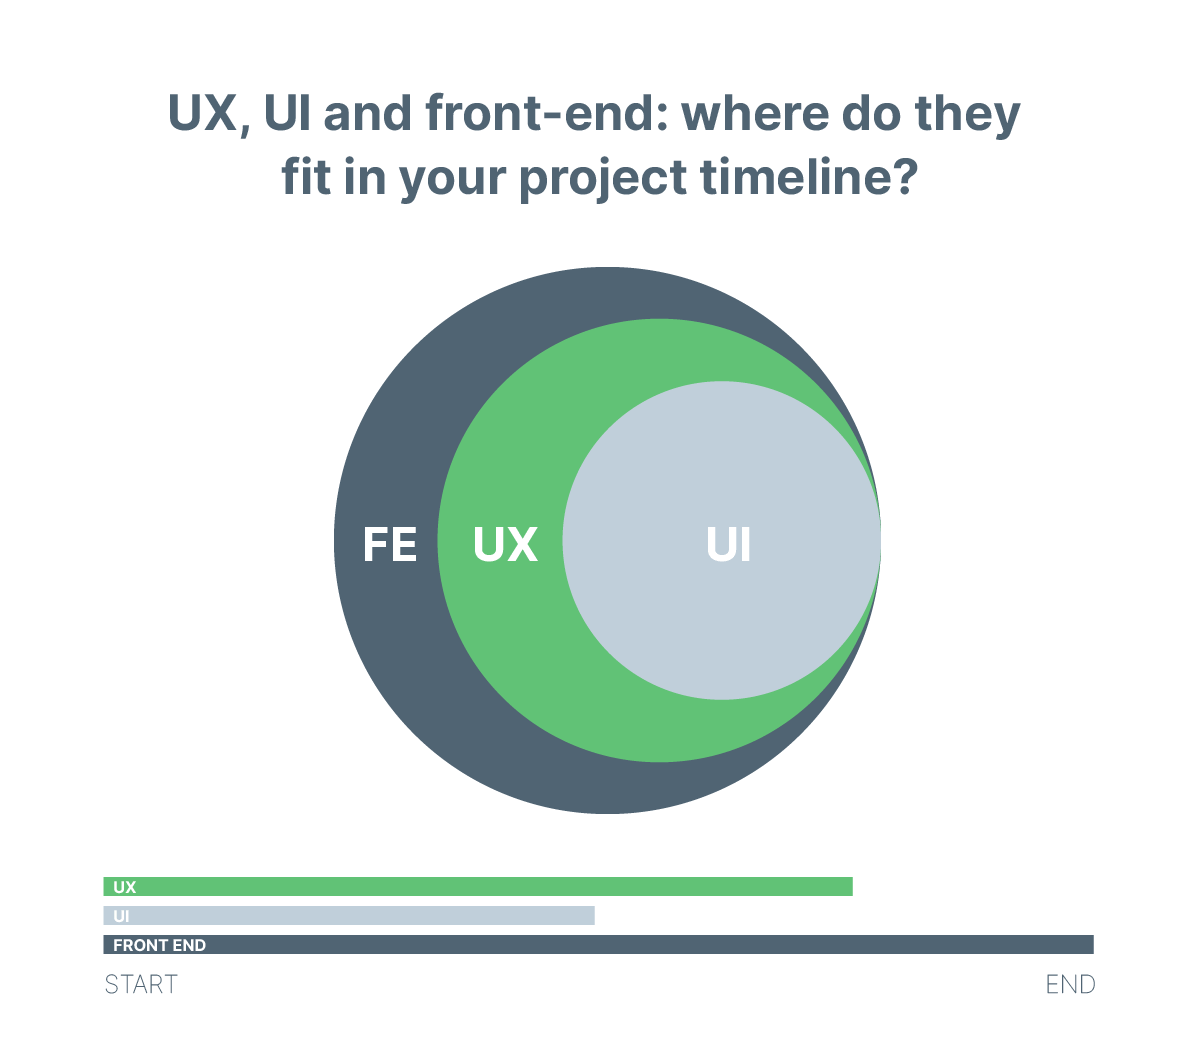 UX, UI and front-end: where do they
fit in your project timeline?
FE UX UI
UX
UI
FRONT END
START END